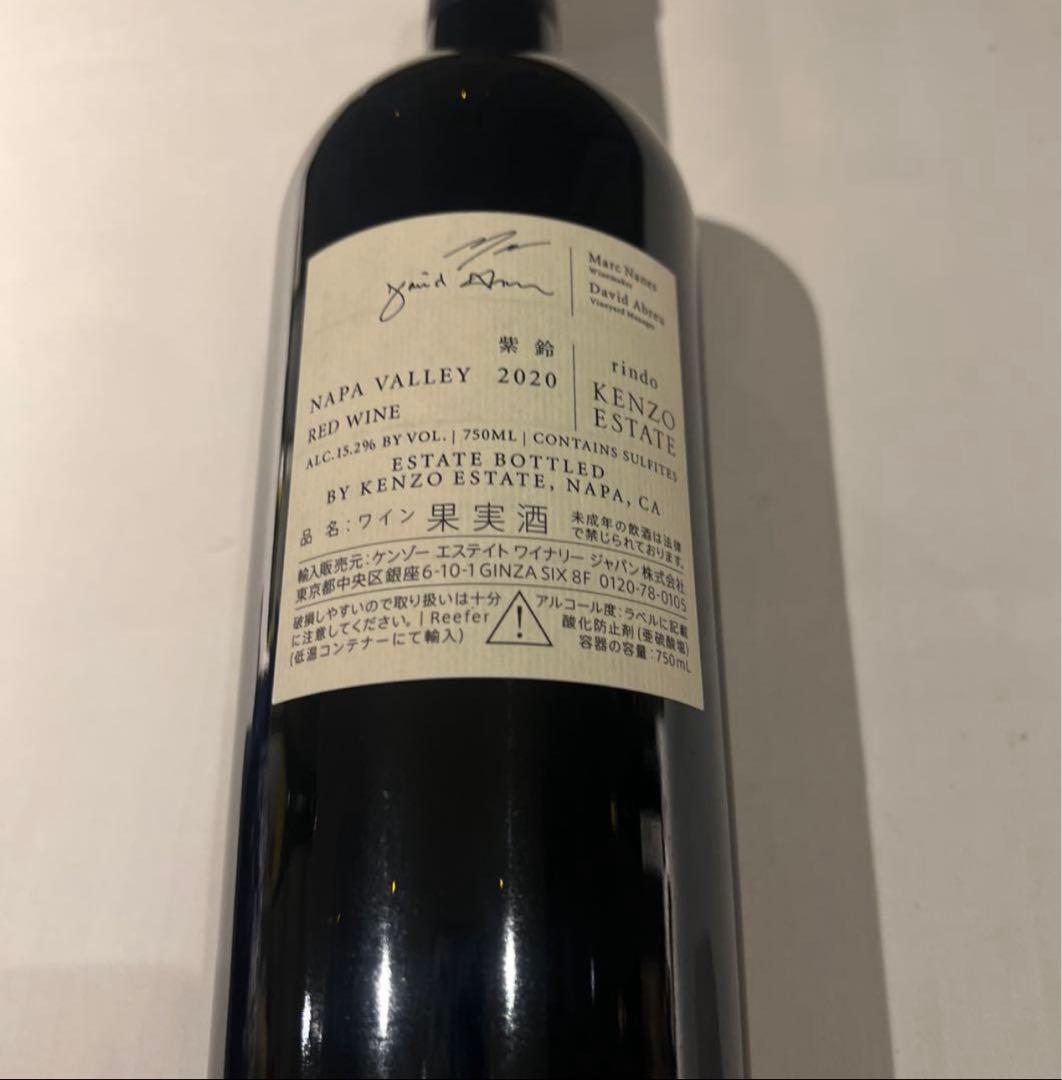 David Abreu
Marc Nanes
Winemaker
David Abreu
Vineyard Manager
紫鈴
rindo
NAPA VALLEY 2020
KENZO
ESTATE
RED WINE
ALC.15.2% BY VOL. | 750ML | CONTAINS SULFITES
ESTATE BOTTLED
BY KENZO ESTATE, NAPA, CA
品 名：ワイン 果実酒 未成年の飲酒は法律
で禁じられております。
輸入販売元：ケンゾー エステイト ワイナリー ジャパン 株式会社
東京都中央区銀座6-10-1 GINZA SIX 8F 0120-78-0105
破損しやすいので取り扱いは十分
に注意してください。| Reefer
(低温コンテナーにて輸入)
アルコール度：ラベルに記載
酸化防止剤(亜硫酸塩)
容器の容量：750mL